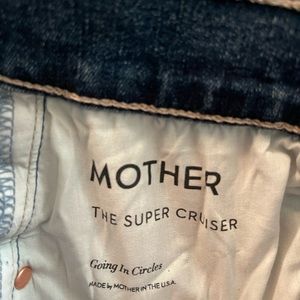 MOTHER
THE SUPER CRUISER
Going In Circles
MADE by MOTHER IN THE U.S.A.